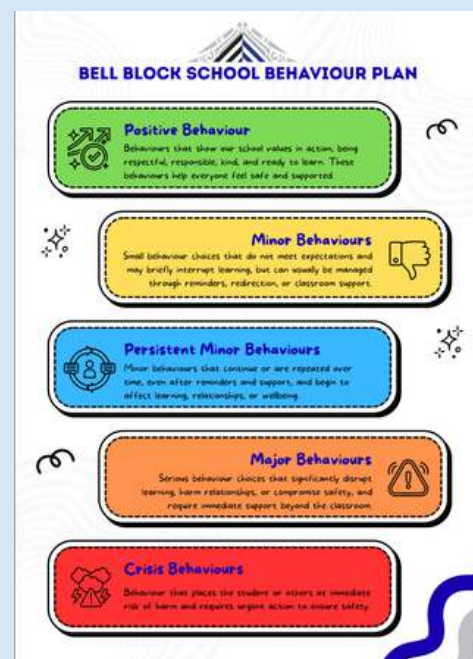 BELL BLOCK SCHOOL BEHAVIOUR PLAN
Positive Behaviour
Behaviours that show our school values in action, being
respectful, responsible, kind, and ready to learn. These
behaviours help everyone feel safe and supported.
Minor Behaviours
Small behaviour choices that do not meet expectations and
may briefly interrupt learning, but can usually be managed
through reminders, redirection, or classroom support.
Persistent Minor Behaviours
Minor behaviours that continue or are repeated over
time, even after reminders and support, and begin to
affect learning, relationships, or wellbeing.
Major Behaviours
Serious behaviour choices that significantly disrupt
learning, harm relationships, or compromise safety, and
require immediate support beyond the classroom.
Crisis Behaviours
Behaviour that places the student or others at immediate
risk of harm and requires urgent action to ensure safety.